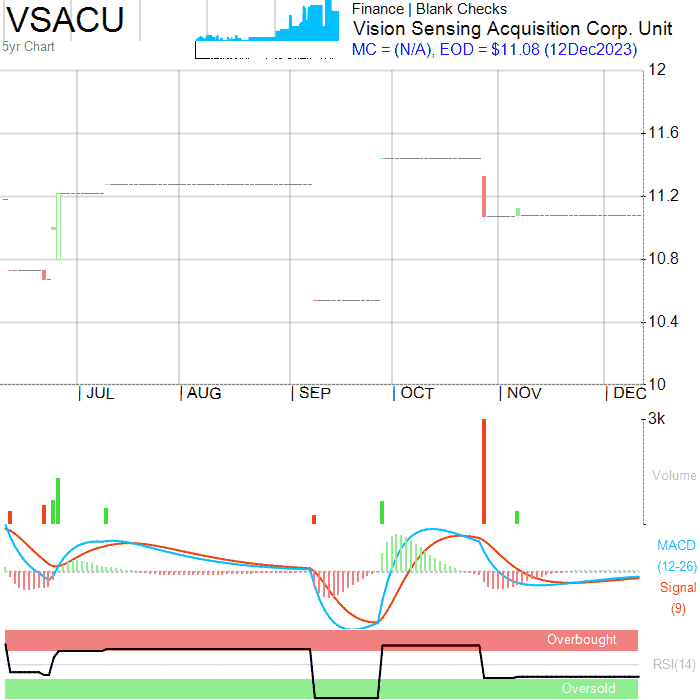 VSACU
5yr Chart
Finance | Blank Checks
Vision Sensing Acquisition Corp. Unit
MC = (N/A), EOD = $11.08 (12Dec2023)
12
11.6
11.2
10.8
10.4
10
JUL
AUG
SEP
OCT
NOV
DEC
3k
Volume
MACD
(12-26)
Signal
(9)
Overbought
RSI(14)
Oversold